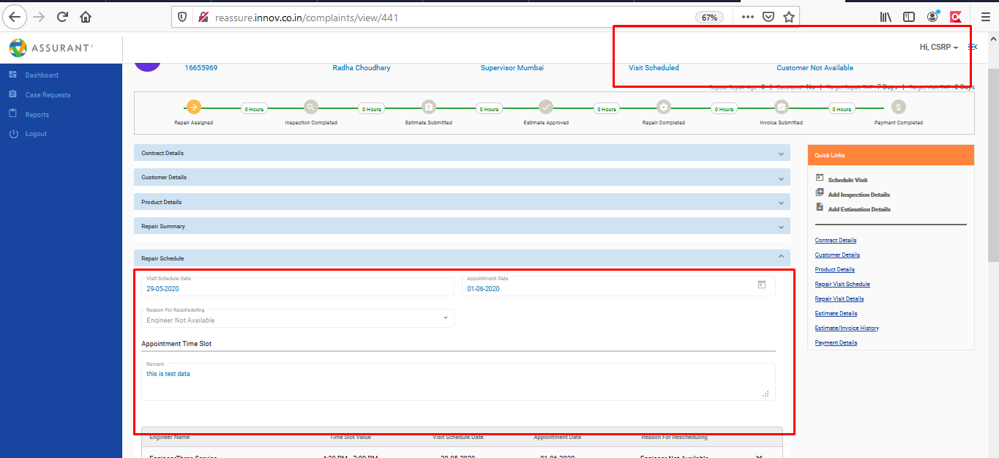 reassure.innov.co.in/complaints/view/441
67%
ASSURANT®
Hi, CSRP
16655969 Radha Choudhary Supervisor Mumbai Visit Scheduled Customer Not Available
Dashboard
Case Requests
Reports
Logout
Repeat Repair Age : 0 | Escalated : No | Target Repair TAT : 7 Days | Target Visit TAT : 2 Days
0 Hours 0 Hours 0 Hours 0 Hours 0 Hours 0 Hours
Repair Assigned Inspection Completed Estimate Submitted Estimate Approved Repair Completed Invoice Submitted Payment Completed
Contract Details
Customer Details
Product Details
Repair Summary
Repair Schedule
Visit Schedule Date
29-05-2020
Appointment Date
01-06-2020
Reason For Rescheduling
Engineer Not Available
Appointment Time Slot
Remark
this is test data
Engineer Name Time Slot Value Visit Schedule Date Appointment Date Reason For Rescheduling
EngineerThree Service 4:30 PM - 7:00 PM 29-05-2020 01-06-2020 Engineer Not Available
Quick Links
Schedule Visit
Add Inspection Details
Add Estimation Details
Contract Details
Customer Details
Product Details
Repair Visit Schedule
Repair Visit Details
Estimate Details
Estimate/Invoice History
Payment Details